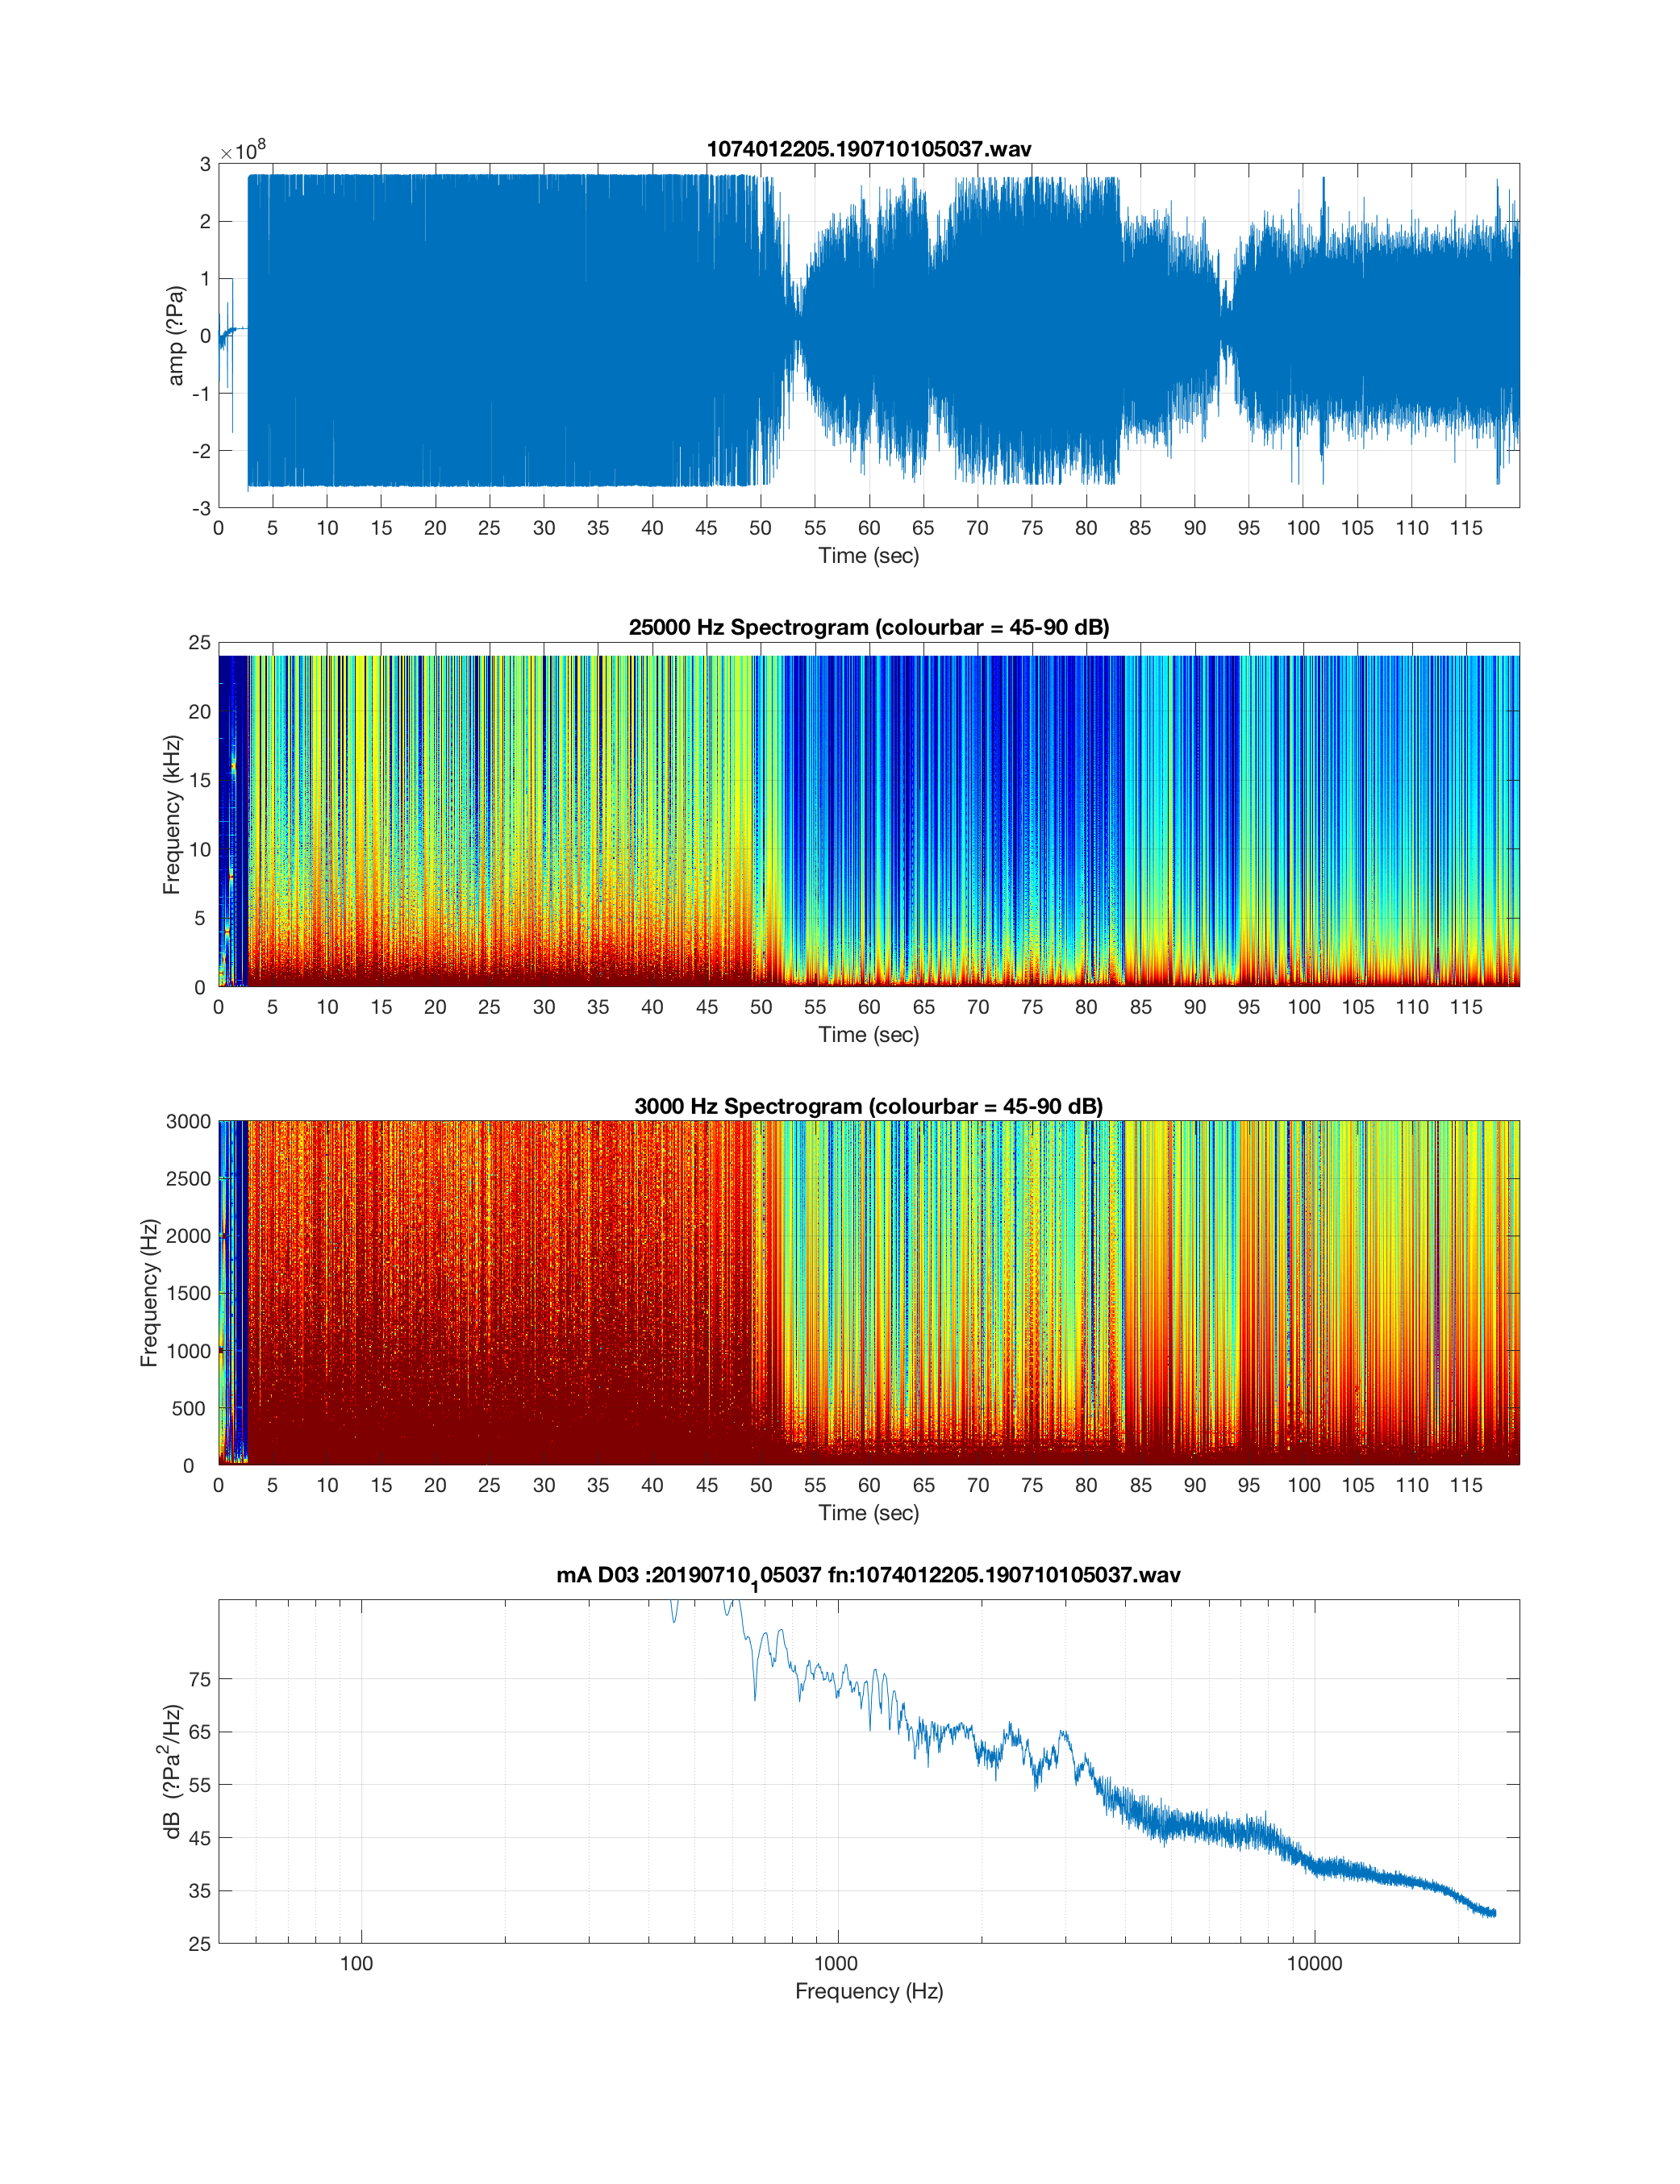 1074012205.190710105037.wav
×10^8
3
2
1
0
-1
-2
-3
amp (?Pa)
0 5 10 15 20 25 30 35 40 45 50 55 60 65 70 75 80 85 90 95 100 105 110 115
Time (sec)
25000 Hz Spectrogram (colourbar = 45-90 dB)
25
20
15
10
5
0
Frequency (kHz)
0 5 10 15 20 25 30 35 40 45 50 55 60 65 70 75 80 85 90 95 100 105 110 115
Time (sec)
3000 Hz Spectrogram (colourbar = 45-90 dB)
3000
2500
2000
1500
1000
500
0
Frequency (Hz)
0 5 10 15 20 25 30 35 40 45 50 55 60 65 70 75 80 85 90 95 100 105 110 115
Time (sec)
mA D03 :20190710_105037 fn:1074012205.190710105037.wav
75
65
55
45
35
25
dB (?Pa^2/Hz)
100 1000 10000
Frequency (Hz)